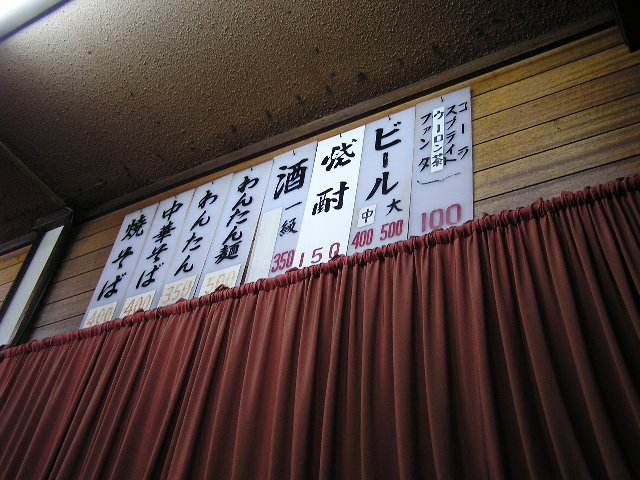 コーラ
スプライト
ウーロン茶
ファンタ
100
ビール
大 500
中 400
焼酎
150
酒 一級
350
わんたん麺
500
わんたん
350
中華そば
400
焼そば
400